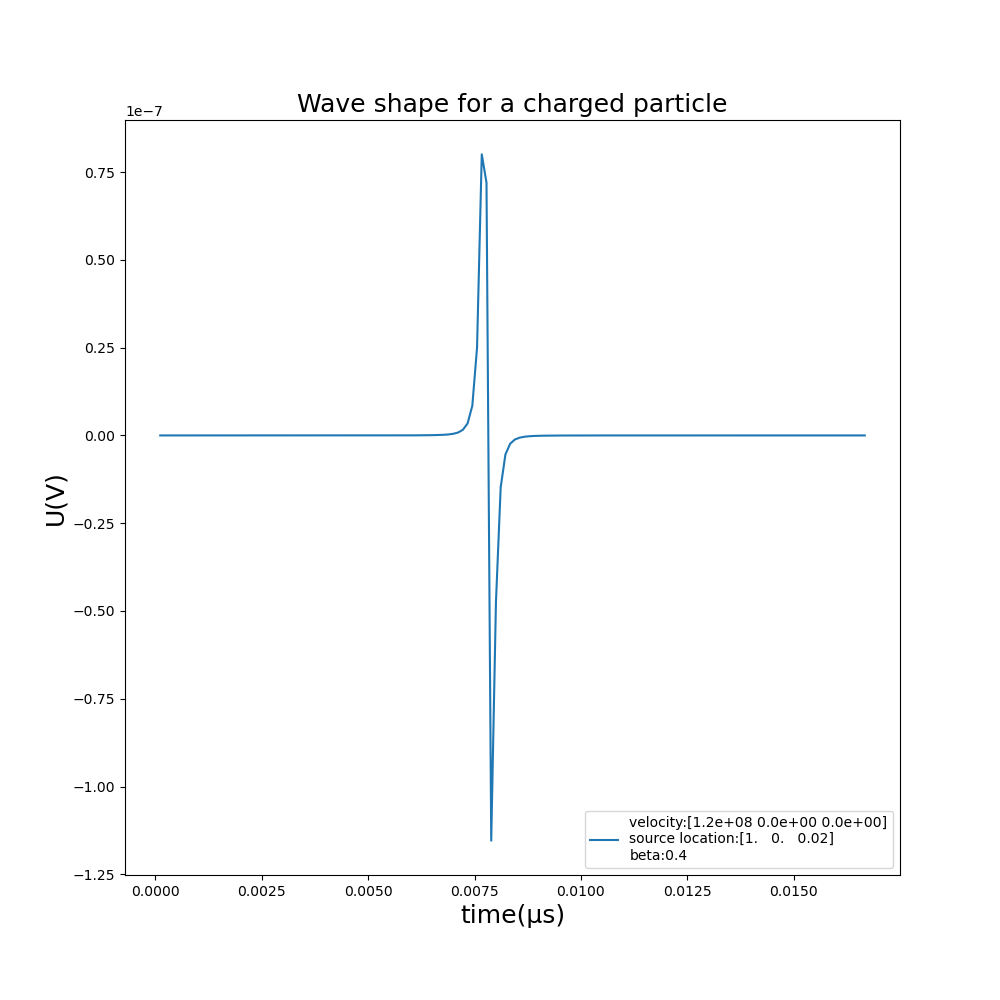 Wave shape for a charged particle
1e−7
0.75
0.50
0.25
0.00
−0.25
−0.50
−0.75
−1.00
−1.25
U(V)
velocity:[1.2e+08 0.0e+00 0.0e+00]
source location:[1. 0. 0.02]
beta:0.4
0.0000 0.0025 0.0050 0.0075 0.0100 0.0125 0.0150
time(μs)